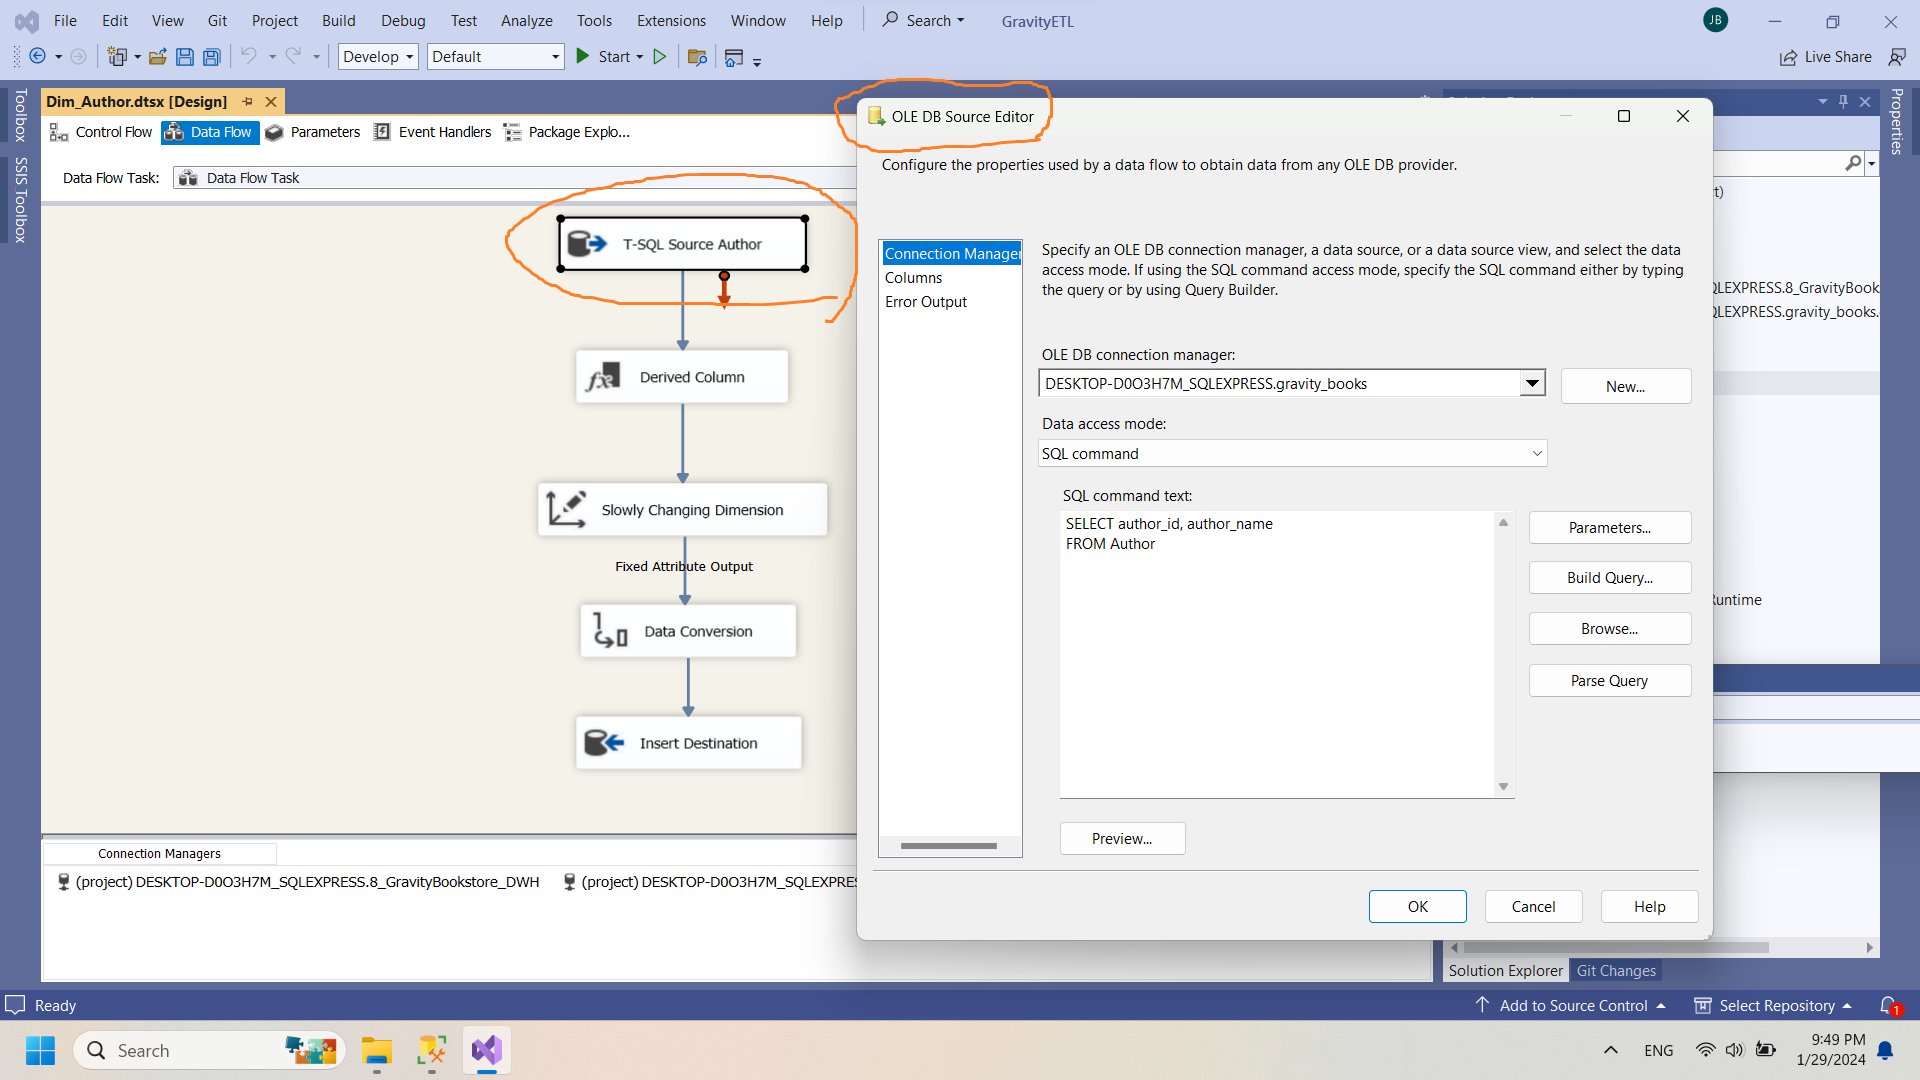 File Edit View Git Project Build Debug Test Analyze Tools Extensions Window Help Search GravityETL JB
Develop Default Start Live Share
Toolbox
SSIS Toolbox
Dim_Author.dtsx [Design]
Control Flow Data Flow Parameters Event Handlers Package Explo...
Data Flow Task: Data Flow Task
T-SQL Source Author
Derived Column
Slowly Changing Dimension
Fixed Attribute Output
Data Conversion
Insert Destination
Connection Managers
(project) DESKTOP-D0O3H7M_SQLEXPRESS.8_GravityBookstore_DWH (project) DESKTOP-D0O3H7M_SQLEXPRES
OLE DB Source Editor
Configure the properties used by a data flow to obtain data from any OLE DB provider.
Connection Manager
Columns
Error Output
Specify an OLE DB connection manager, a data source, or a data source view, and select the data
access mode. If using the SQL command access mode, specify the SQL command either by typing
the query or by using Query Builder.
OLE DB connection manager:
DESKTOP-D0O3H7M_SQLEXPRESS.gravity_books New...
Data access mode:
SQL command
SQL command text:
SELECT author_id, author_name
FROM Author
Parameters...
Build Query...
Browse...
Parse Query
Preview...
OK Cancel Help
Properties
t)
QLEXPRESS.8_GravityBook
QLEXPRESS.gravity_books.
Runtime
Solution Explorer Git Changes
Ready Add to Source Control Select Repository 1
Search ENG 9:49 PM
1/29/2024